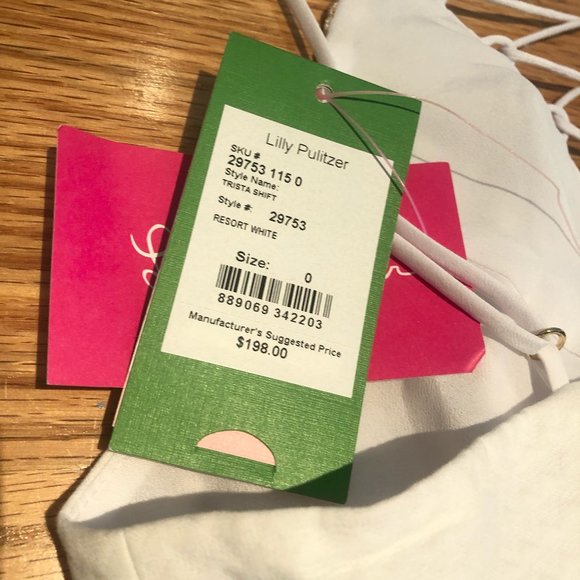 Lilly Pulitzer
SKU #
29753 115 0
Style Name:
TRISTA SHIFT
Style #: 29753
RESORT WHITE
Size: 0
889069 342203
Manufacturer's Suggested Price
$198.00